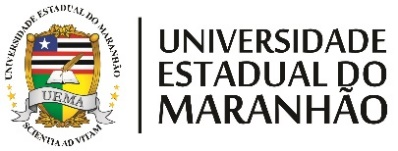 UNIVERSIDADE ESTADUAL DO MARANHÃO
UEMA
SCIENTIA AD VITAM
UNIVERSIDADE
ESTADUAL DO
MARANHÃO